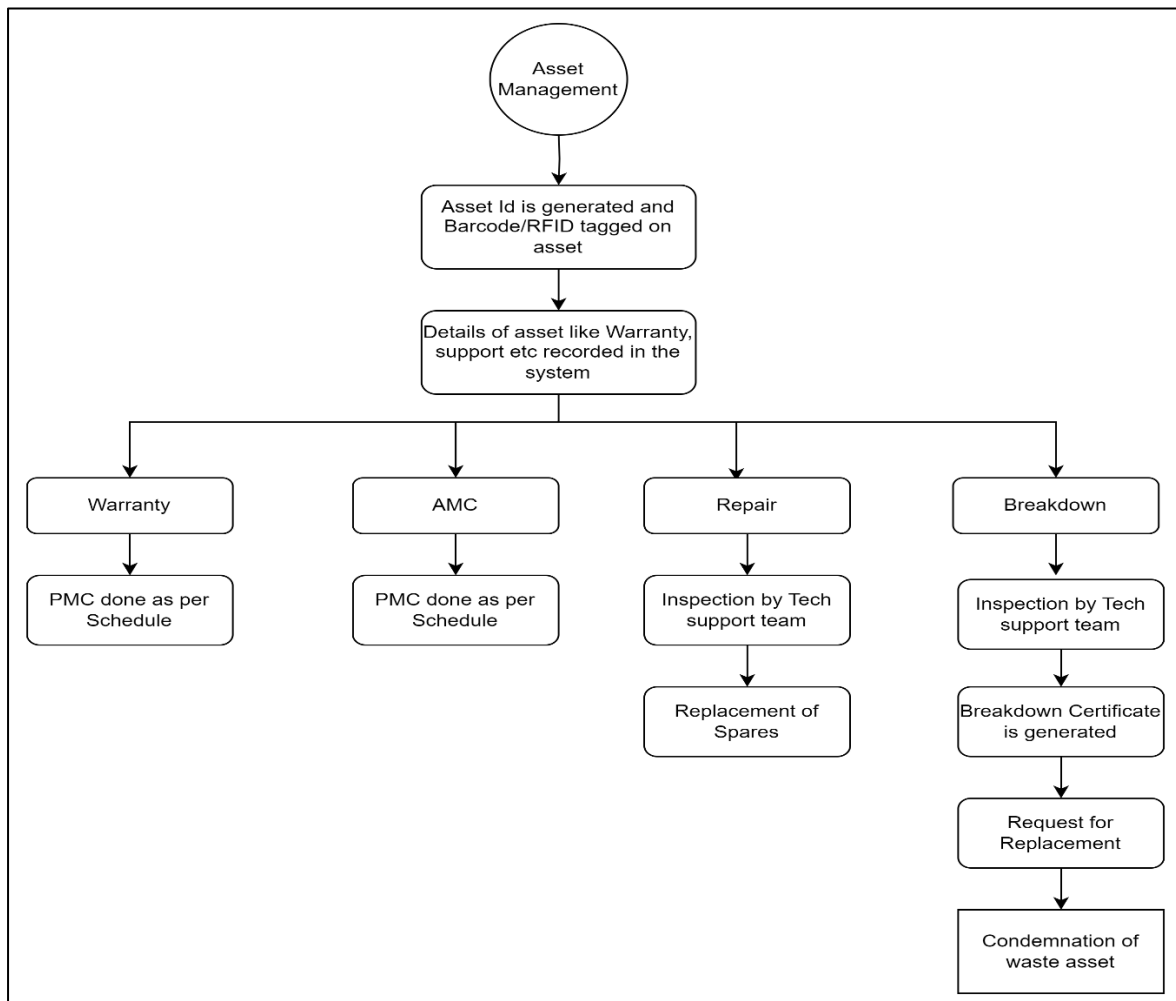 Asset
Management
Asset Id is generated and
Barcode/RFID tagged on
asset
Details of asset like Warranty,
support etc recorded in the
system
Warranty
AMC
Repair
Breakdown
PMC done as per
Schedule
PMC done as per
Schedule
Inspection by Tech
support team
Inspection by Tech
support team
Replacement of
Spares
Breakdown Certificate
is generated
Request for
Replacement
Condemnation of
waste asset